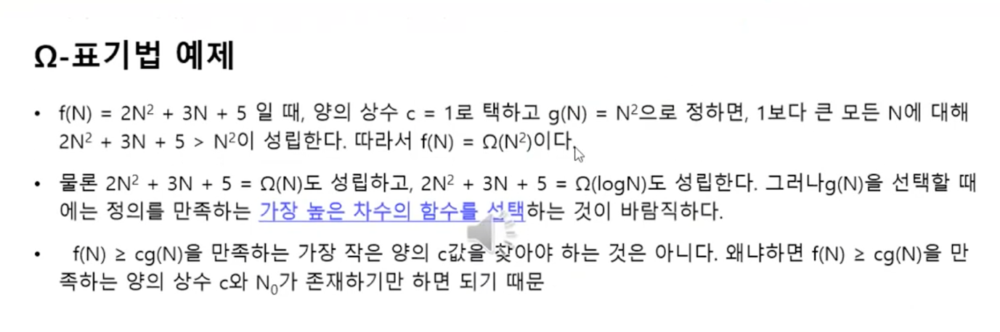 Ω-표기법 예제
• f(N) = 2N² + 3N + 5 일 때, 양의 상수 c = 1로 택하고 g(N) = N²으로 정하면, 1보다 큰 모든 N에 대해
2N² + 3N + 5 > N²이 성립한다. 따라서 f(N) = Ω(N²)이다.
• 물론 2N² + 3N + 5 = Ω(N)도 성립하고, 2N² + 3N + 5 = Ω(logN)도 성립한다. 그러나g(N)을 선택할 때
에는 정의를 만족하는 가장 높은 차수의 함수를 선택하는 것이 바람직하다.
• f(N) ≥ cg(N)을 만족하는 가장 작은 양의 c값을 찾아야 하는 것은 아니다. 왜냐하면 f(N) ≥ cg(N)을 만
족하는 양의 상수 c와 N₀가 존재하기만 하면 되기 때문